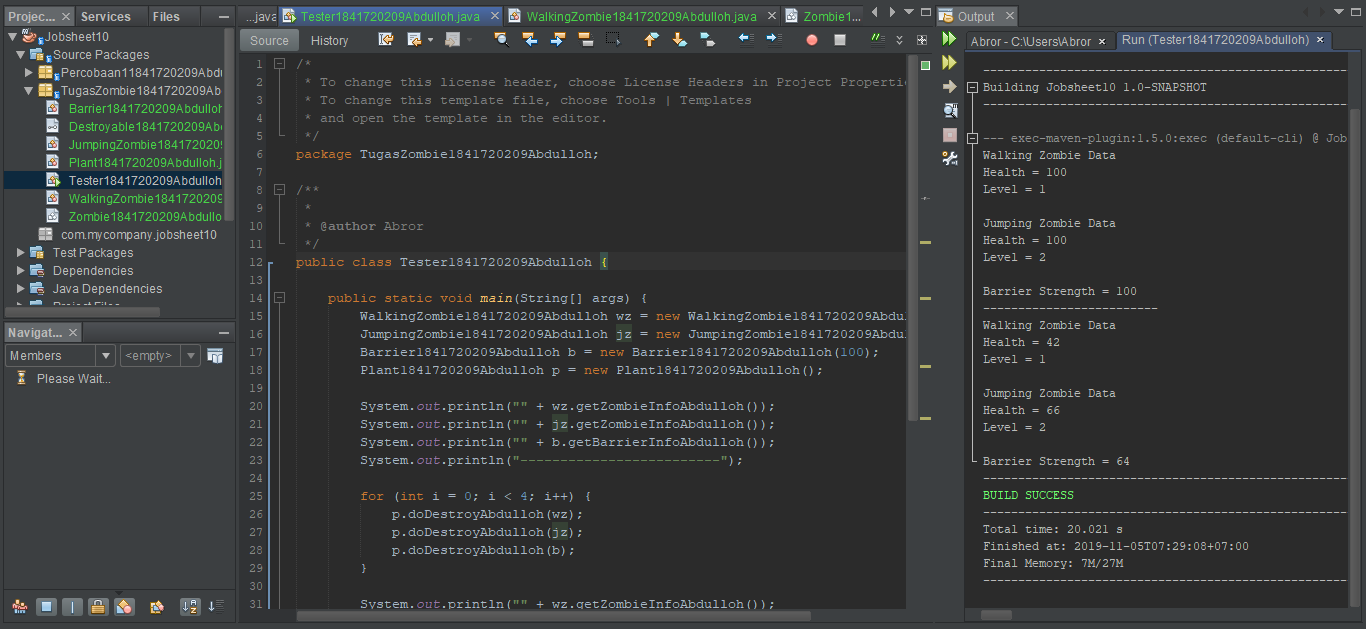 Projec...
Services
Files
Jobsheet10
Source Packages
Percobaan11841720209Abdu
TugasZombie1841720209Ab
Barrier1841720209Abdulloh
Destroyable1841720209Ab
JumpingZombie1841720209
Plant1841720209Abdulloh.j
Tester1841720209Abdulloh
WalkingZombie1841720209
Zombie1841720209Abdullo
com.mycompany.jobsheet10
Test Packages
Dependencies
Java Dependencies
Project Files
Navigat...
Members
<empty>
Please Wait...
...java
Tester1841720209Abdulloh.java
WalkingZombie1841720209Abdulloh.java
Zombie1...
Source
History
1 /*
2 * To change this license header, choose License Headers in Project Properti
3 * To change this template file, choose Tools | Templates
4 * and open the template in the editor.
5 */
6 package TugasZombie1841720209Abdulloh;
7
8 /**
9 *
10 * @author Abror
11 */
12 public class Tester1841720209Abdulloh {
13
14 public static void main(String[] args) {
15 WalkingZombie1841720209Abdulloh wz = new WalkingZombie1841720209Abdul
16 JumpingZombie1841720209Abdulloh jz = new JumpingZombie1841720209Abdul
17 Barrier1841720209Abdulloh b = new Barrier1841720209Abdulloh(100);
18 Plant1841720209Abdulloh p = new Plant1841720209Abdulloh();
19
20 System.out.println("" + wz.getZombieInfoAbdulloh());
21 System.out.println("" + jz.getZombieInfoAbdulloh());
22 System.out.println("" + b.getBarrierInfoAbdulloh());
23 System.out.println("-------------------------");
24
25 for (int i = 0; i < 4; i++) {
26 p.doDestroyAbdulloh(wz);
27 p.doDestroyAbdulloh(jz);
28 p.doDestroyAbdulloh(b);
29 }
30
31 System.out.println("" + wz.getZombieInfoAbdulloh());
Output
Abror - C:\Users\Abror
Run (Tester1841720209Abdulloh)
------------------------------------------------
Building Jobsheet10 1.0-SNAPSHOT
------------------------------------------------
--- exec-maven-plugin:1.5.0:exec (default-cli) @ Job
Walking Zombie Data
Health = 100
Level = 1
Jumping Zombie Data
Health = 100
Level = 2
Barrier Strength = 100
-------------------------
Walking Zombie Data
Health = 42
Level = 1
Jumping Zombie Data
Health = 66
Level = 2
Barrier Strength = 64
------------------------------------------------
BUILD SUCCESS
------------------------------------------------
Total time: 20.021 s
Finished at: 2019-11-05T07:29:08+07:00
Final Memory: 7M/27M
------------------------------------------------